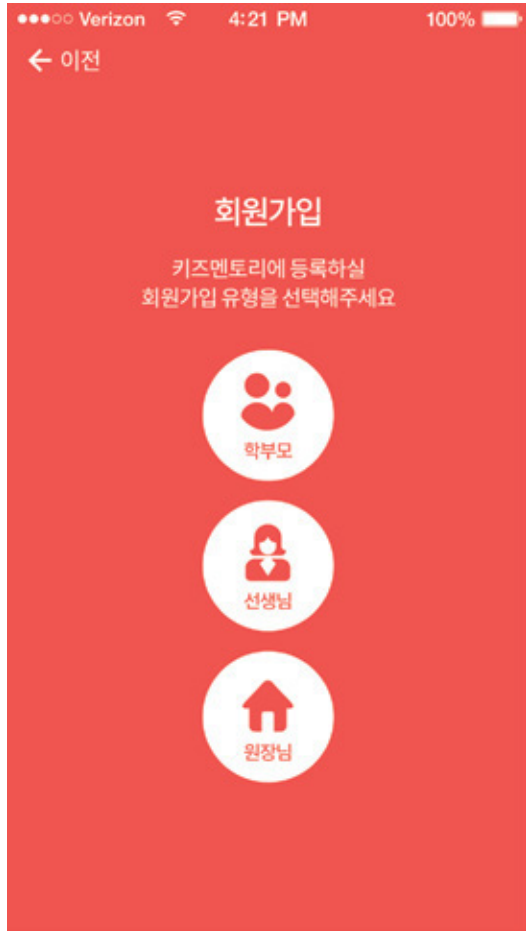 Verizon 4:21 PM 100%
이전
회원가입
키즈멘토리에 등록하실
회원가입 유형을 선택해주세요
학부모
선생님
원장님